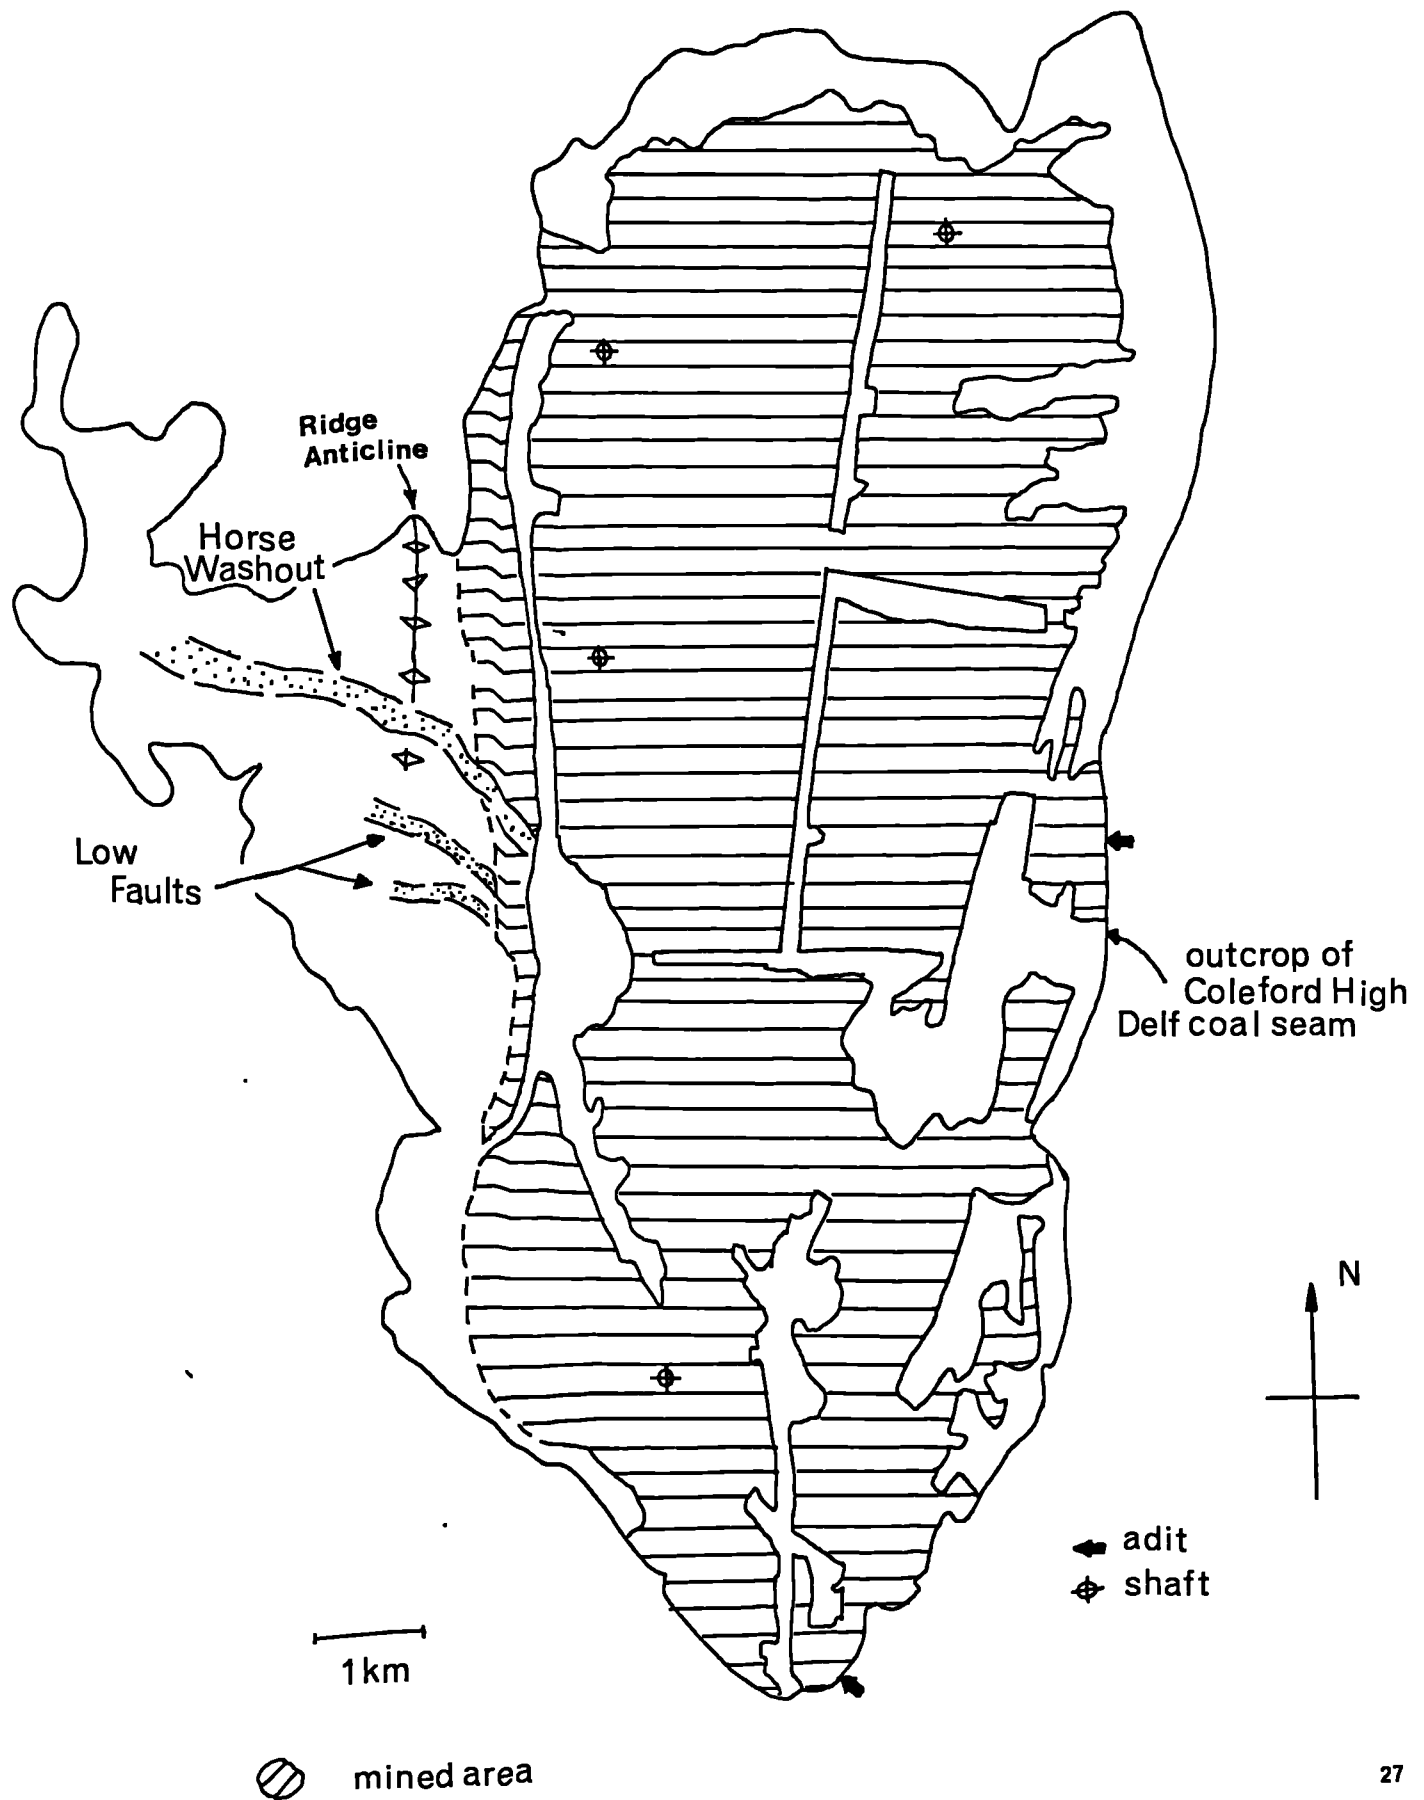 Ridge
Anticline
Horse
Washout
Low
Faults
outcrop of
Coleford High
Delf coal seam
N
adit
shaft
1km
mined area
27